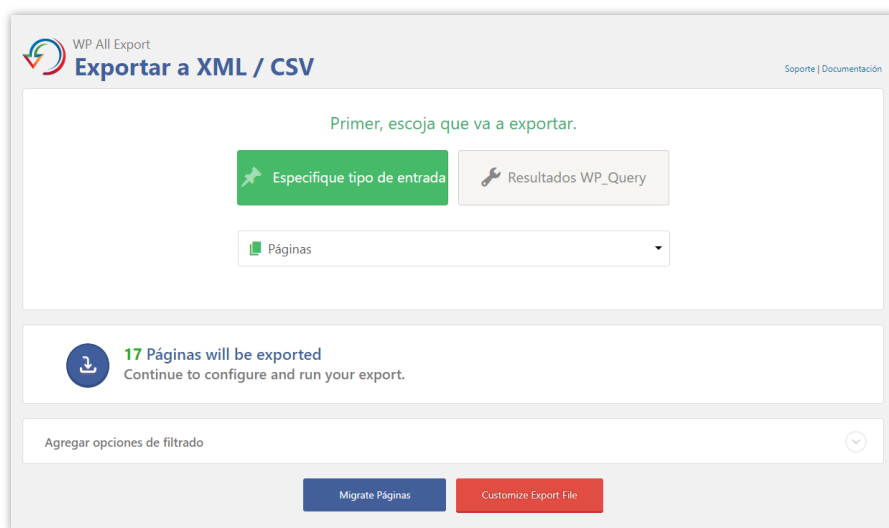 WP All Export
Exportar a XML / CSV
Soporte | Documentación
Primer, escoja que va a exportar.
Especifique tipo de entrada
Resultados WP_Query
Páginas
17 Páginas will be exported
Continue to configure and run your export.
Agregar opciones de filtrado
Migrate Páginas
Customize Export File